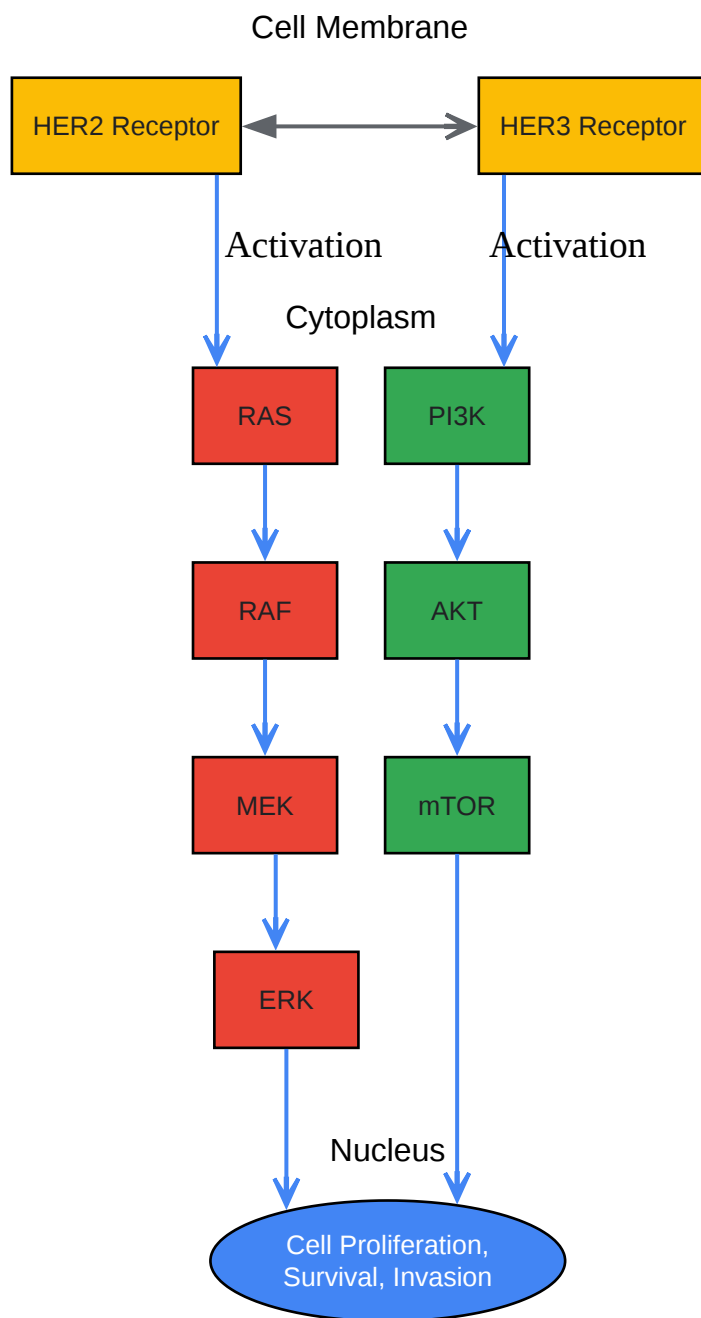 Cell Membrane
HER2 Receptor
HER3 Receptor
Activation
Activation
Cytoplasm
RAS
PI3K
RAF
AKT
MEK
mTOR
ERK
Nucleus
Cell Proliferation,
Survival, Invasion